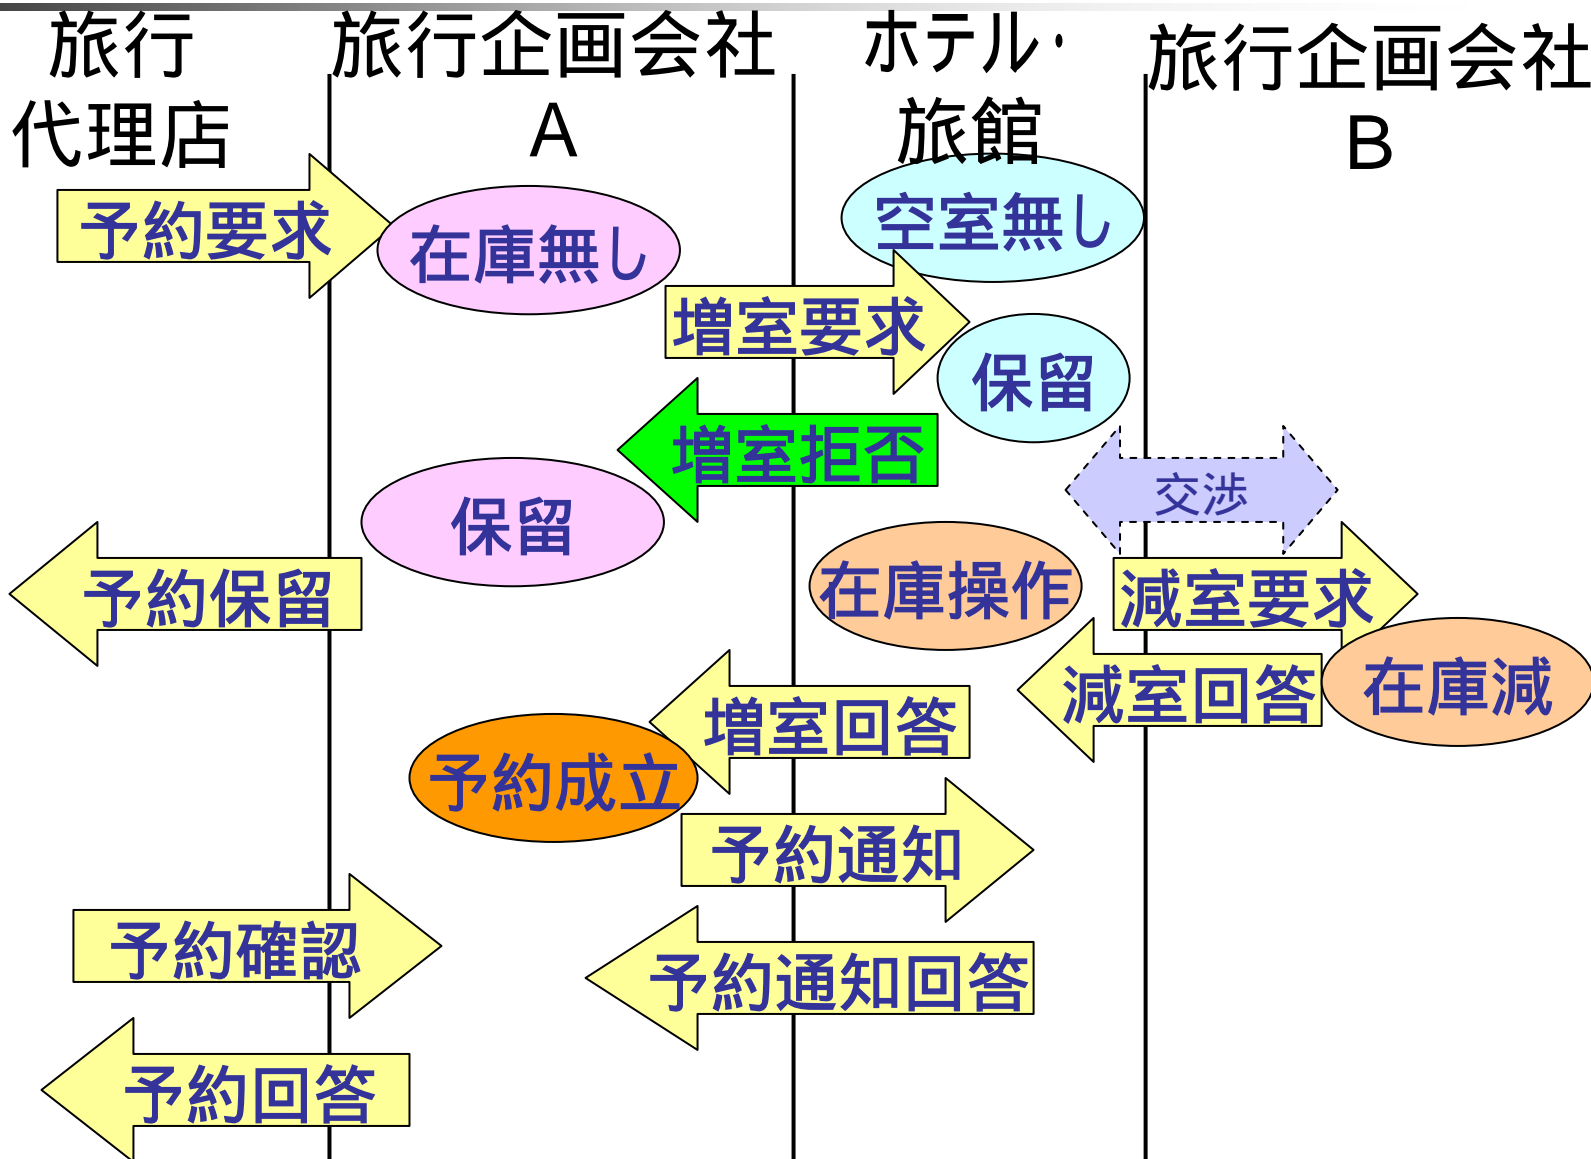 旅行
代理店
旅行企画会社
A
ホテル・
旅館
旅行企画会社
B
予約要求
在庫無し
空室無し
増室要求
保留
増室拒否
交渉
保留
予約保留
在庫操作
減室要求
減室回答
在庫減
増室回答
予約成立
予約通知
予約確認
予約通知回答
予約回答